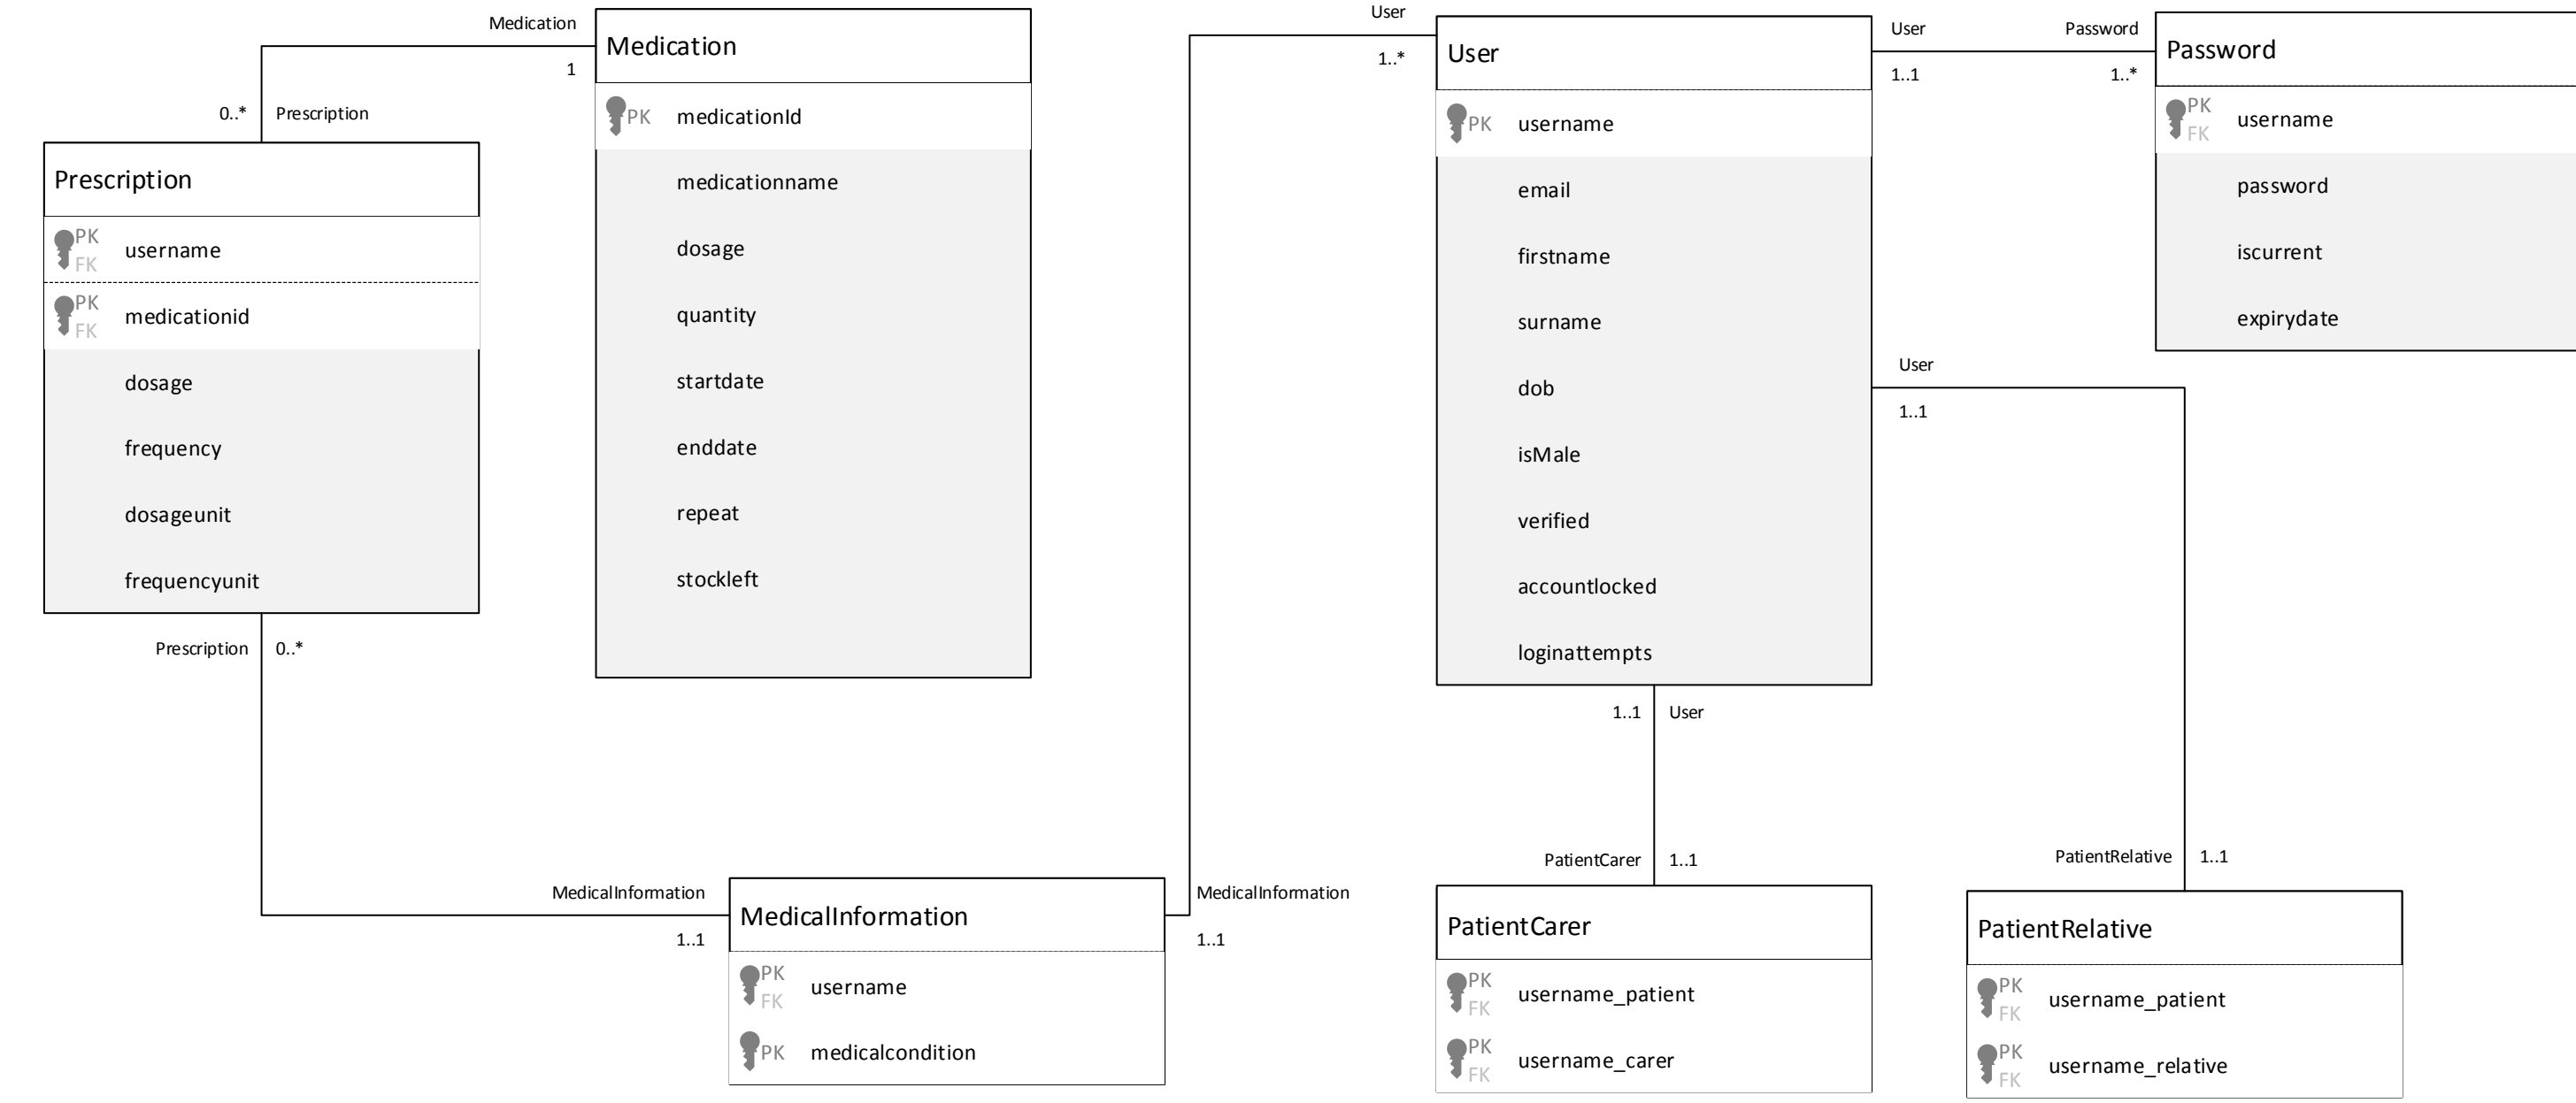 Medication
1
0..*
Prescription
Prescription
PK
FK
username
PK
FK
medicationid
dosage
frequency
dosageunit
frequencyunit
Prescription
0..*
Medication
PK
medicationId
medicationname
dosage
quantity
startdate
enddate
repeat
stockleft
MedicalInformation
1..1
MedicalInformation
PK
FK
username
PK
medicalcondition
MedicalInformation
1..1
User
1..*
User
PK
username
email
firstname
surname
dob
isMale
verified
accountlocked
loginattempts
User
1..1
Password
1..*
Password
PK
FK
username
password
iscurrent
expirydate
User
1..1
1..1
User
PatientCarer
1..1
PatientCarer
PK
FK
username_patient
PK
FK
username_carer
PatientRelative
1..1
PatientRelative
PK
FK
username_patient
PK
FK
username_relative